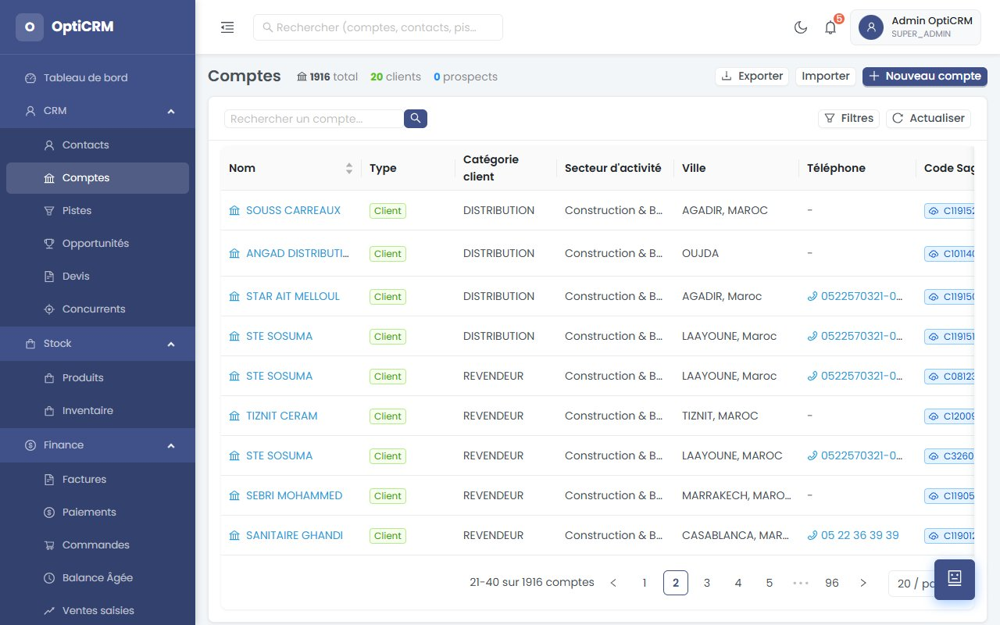 O OptiCRM
Rechercher (comptes, contacts, pis...
5
Admin OptiCRM
SUPER_ADMIN
Tableau de bord
CRM
Contacts
Comptes
Pistes
Opportunités
Devis
Concurrents
Stock
Produits
Inventaire
Finance
Factures
Paiements
Commandes
Balance Âgée
Ventes saisies
Comptes 1916 total 20 clients 0 prospects
Exporter Importer Nouveau compte
Rechercher un compte...
Filtres Actualiser
Nom Type Catégorie client Secteur d'activité Ville Téléphone Code Sag
SOUSS CARREAUX Client DISTRIBUTION Construction & B... AGADIR, MAROC - C119152
ANGAD DISTRIBUTI... Client DISTRIBUTION Construction & B... OUJDA - C101140
STAR AIT MELLOUL Client DISTRIBUTION Construction & B... AGADIR, Maroc 0522570321-0... C119150
STE SOSUMA Client DISTRIBUTION Construction & B... LAAYOUNE, Maroc 0522570321-0... C119151
STE SOSUMA Client REVENDEUR Construction & B... LAAYOUNE, Maroc 0522570321-0... C08123
TIZNIT CERAM Client REVENDEUR Construction & B... TIZNIT, MAROC - C12009
STE SOSUMA Client REVENDEUR Construction & B... LAAYOUNE, MAROC 0522570321-0... C3260
SEBRI MOHAMMED Client REVENDEUR Construction & B... MARRAKECH, MARO... - C11905
SANITAIRE GHANDI Client REVENDEUR Construction & B... CASABLANCA, MAR... 05 22 36 39 39 C119012
21-40 sur 1916 comptes < 1 2 3 4 5 ••• 96 > 20 / pa